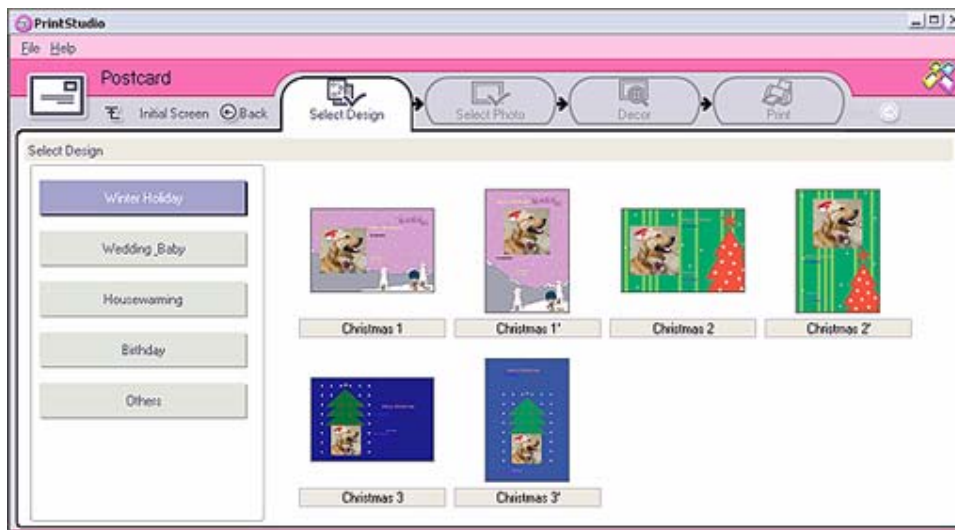 PrintStudio
File Help
Postcard
Initial Screen Back
Select Design
Select Photo
Decor
Print
Select Design
Winter Holiday
Wedding_Baby
Housewarming
Birthday
Others
Christmas 1
Christmas 1'
Christmas 2
Christmas 2'
Christmas 3
Christmas 3'